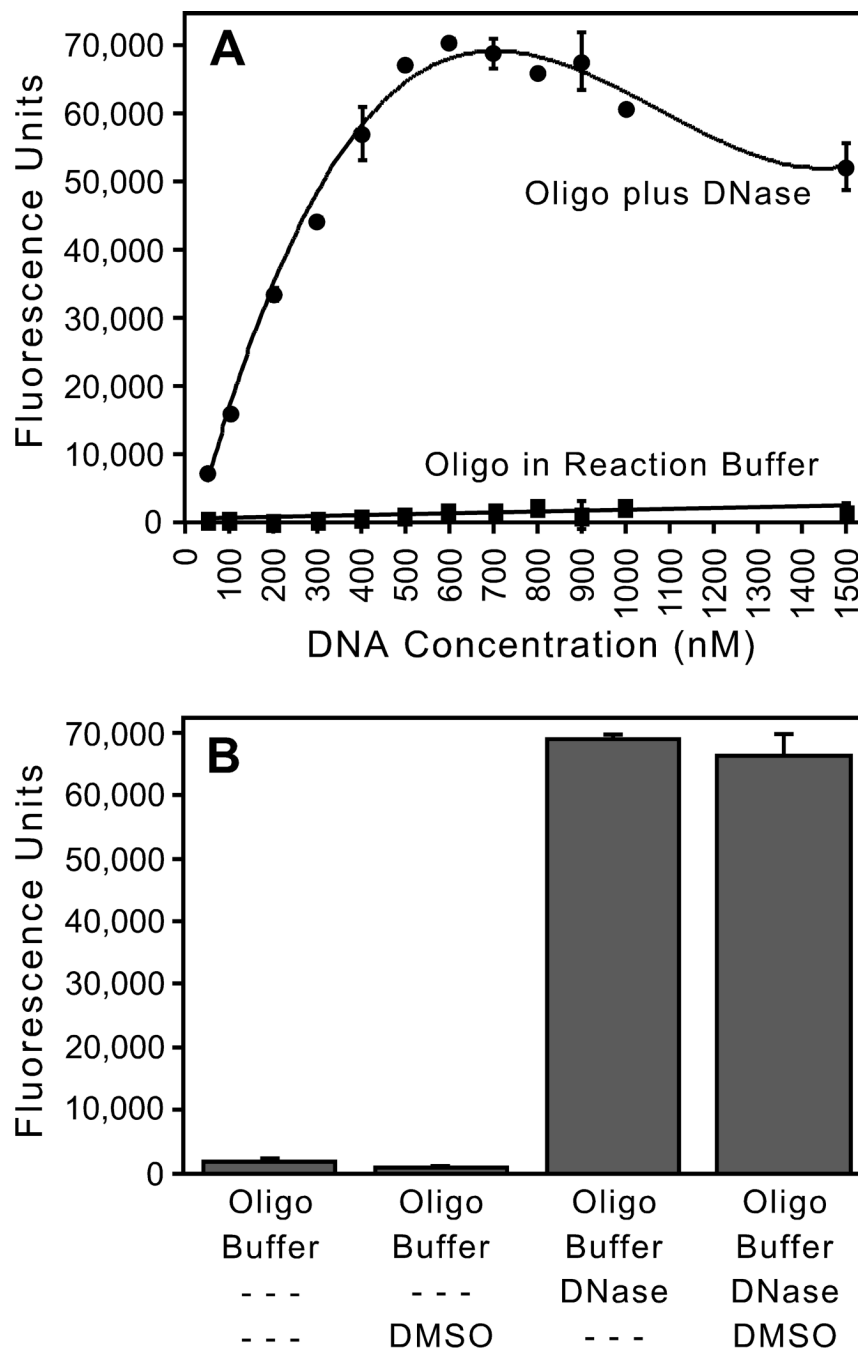 A
Fluorescence Units
70,000
60,000
50,000
40,000
30,000
20,000
10,000
0
Oligo plus DNase
Oligo in Reaction Buffer
0 100 200 300 400 500 600 700 800 900 1000 1100 1200 1300 1400 1500
DNA Concentration (nM)
B
Fluorescence Units
70,000
60,000
50,000
40,000
30,000
20,000
10,000
0
Oligo Oligo Oligo Oligo
Buffer Buffer Buffer Buffer
- - - - - - DNase DNase
- - - DMSO - - - DMSO